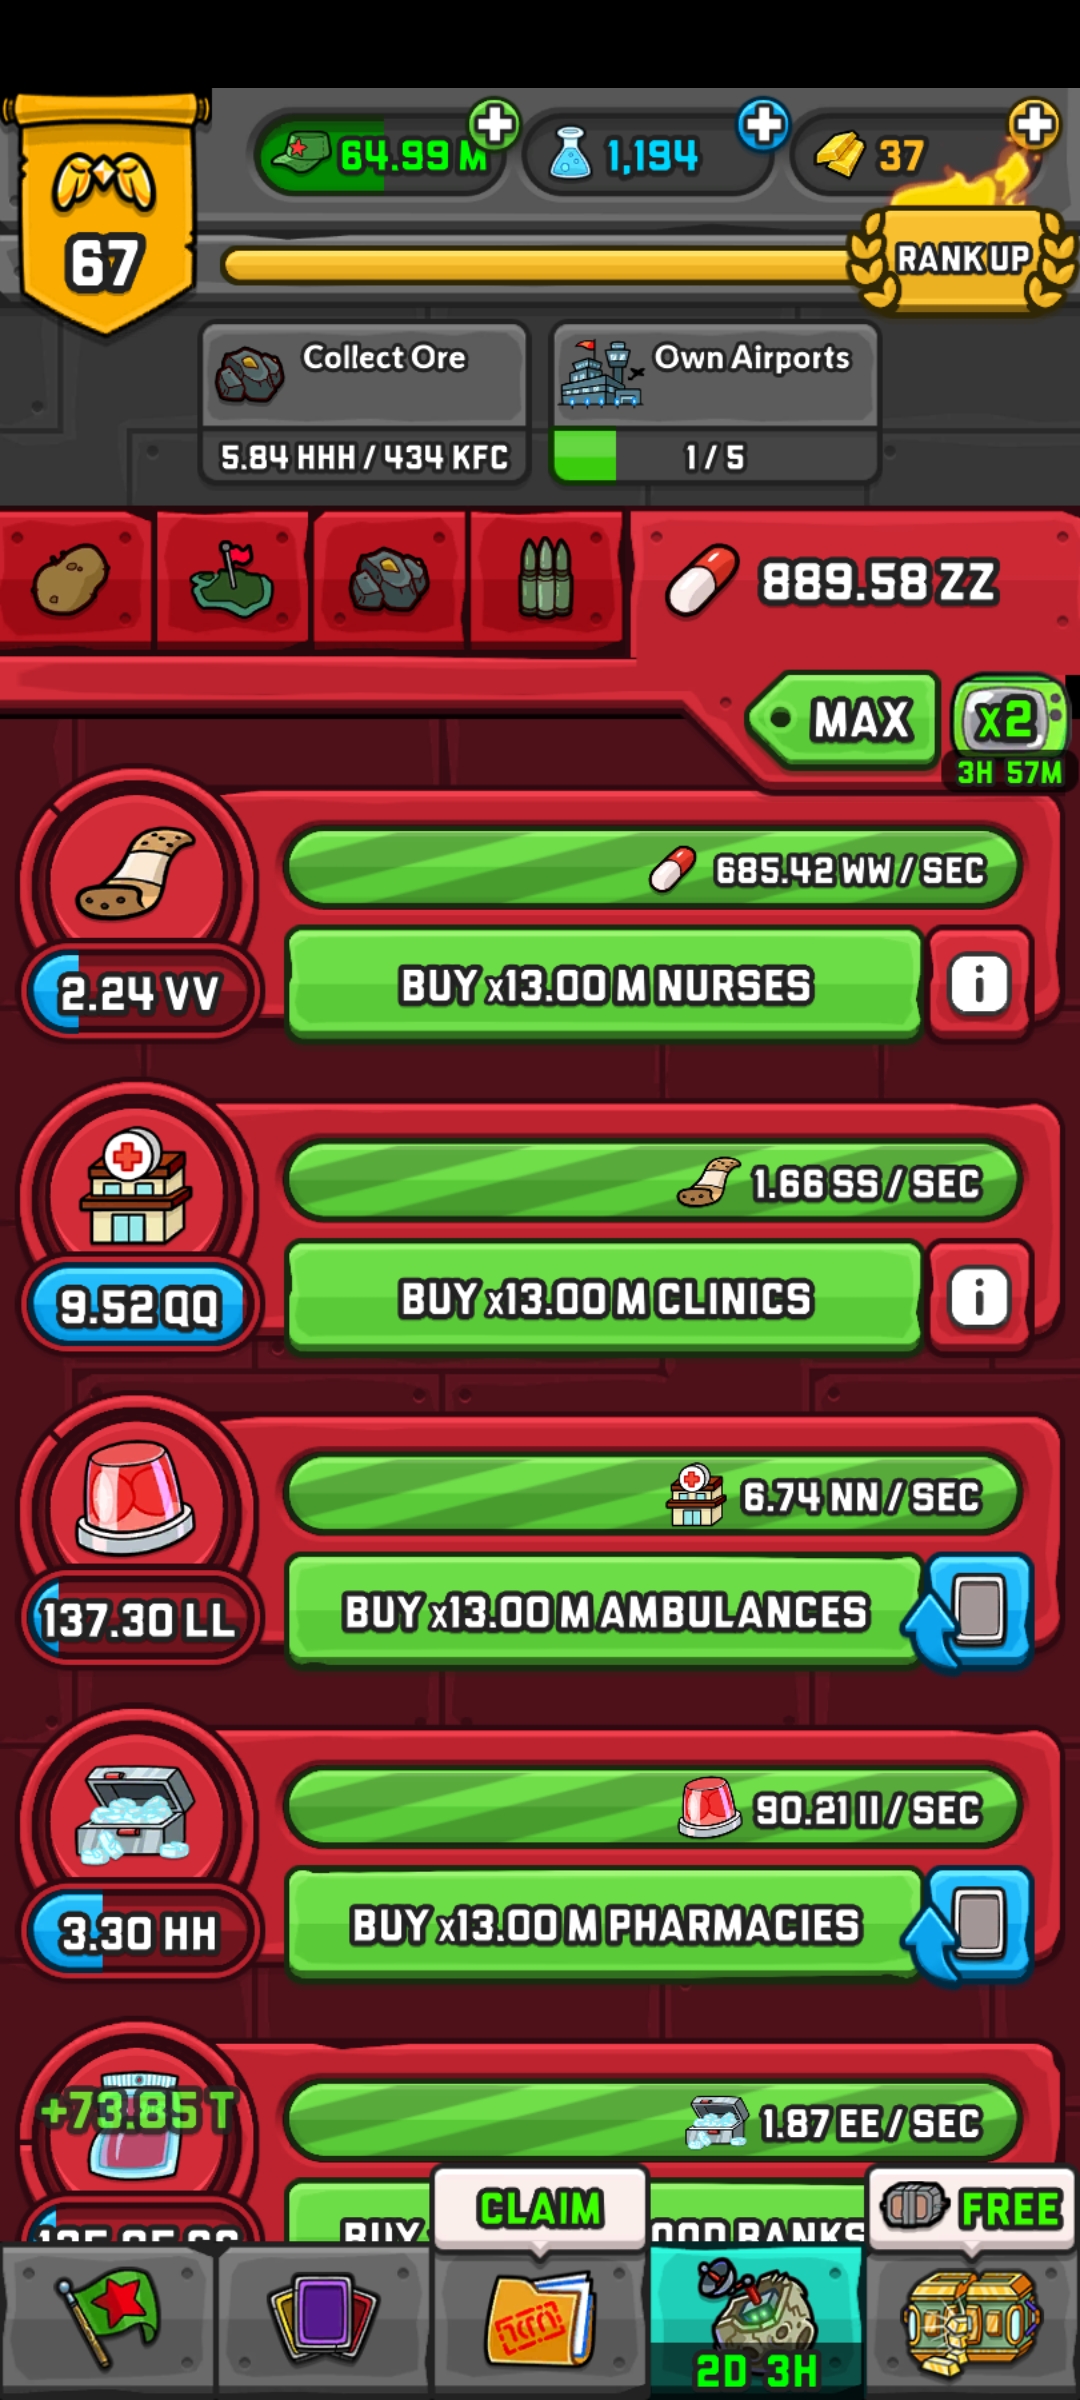 64.99 M
1,194
37
67
RANK UP
Collect Ore
5.84 HHH / 434 KFC
Own Airports
1 / 5
889.58 ZZ
MAX
x2
3H 57M
685.42 WW / SEC
2.24 VV
BUY x13.00 M NURSES
i
1.66 SS / SEC
9.52 QQ
BUY x13.00 M CLINICS
i
6.74 NN / SEC
137.30 LL
BUY x13.00 M AMBULANCES
90.21 II / SEC
3.30 HH
BUY x13.00 M PHARMACIES
+73.85 T
1.87 EE / SEC
BUY
BANKS
CLAIM
FREE
2D 3H